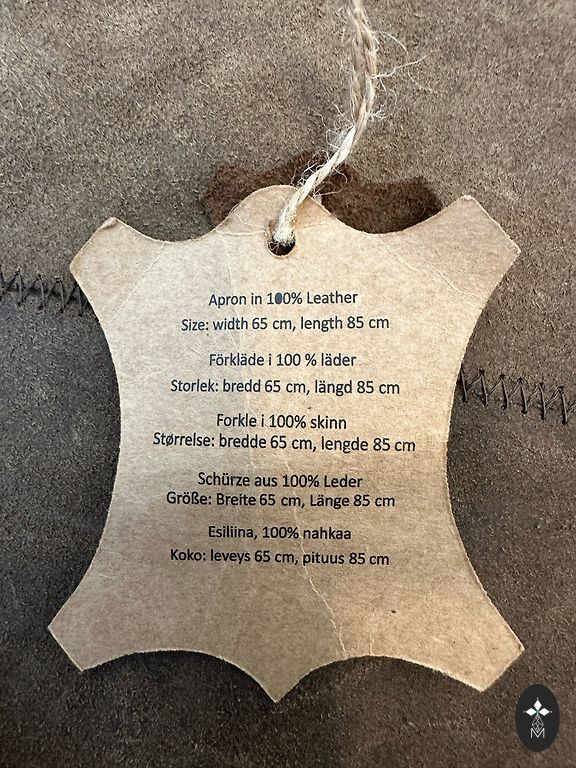 Apron in 100% Leather
Size: width 65 cm, length 85 cm
Förkläde i 100 % läder
Storlek: bredd 65 cm, längd 85 cm
Forkle i 100% skinn
Størrelse: bredde 65 cm, lengde 85 cm
Schürze aus 100% Leder
Größe: Breite 65 cm, Länge 85 cm
Esiliina, 100% nahkaa
Koko: leveys 65 cm, pituus 85 cm
M